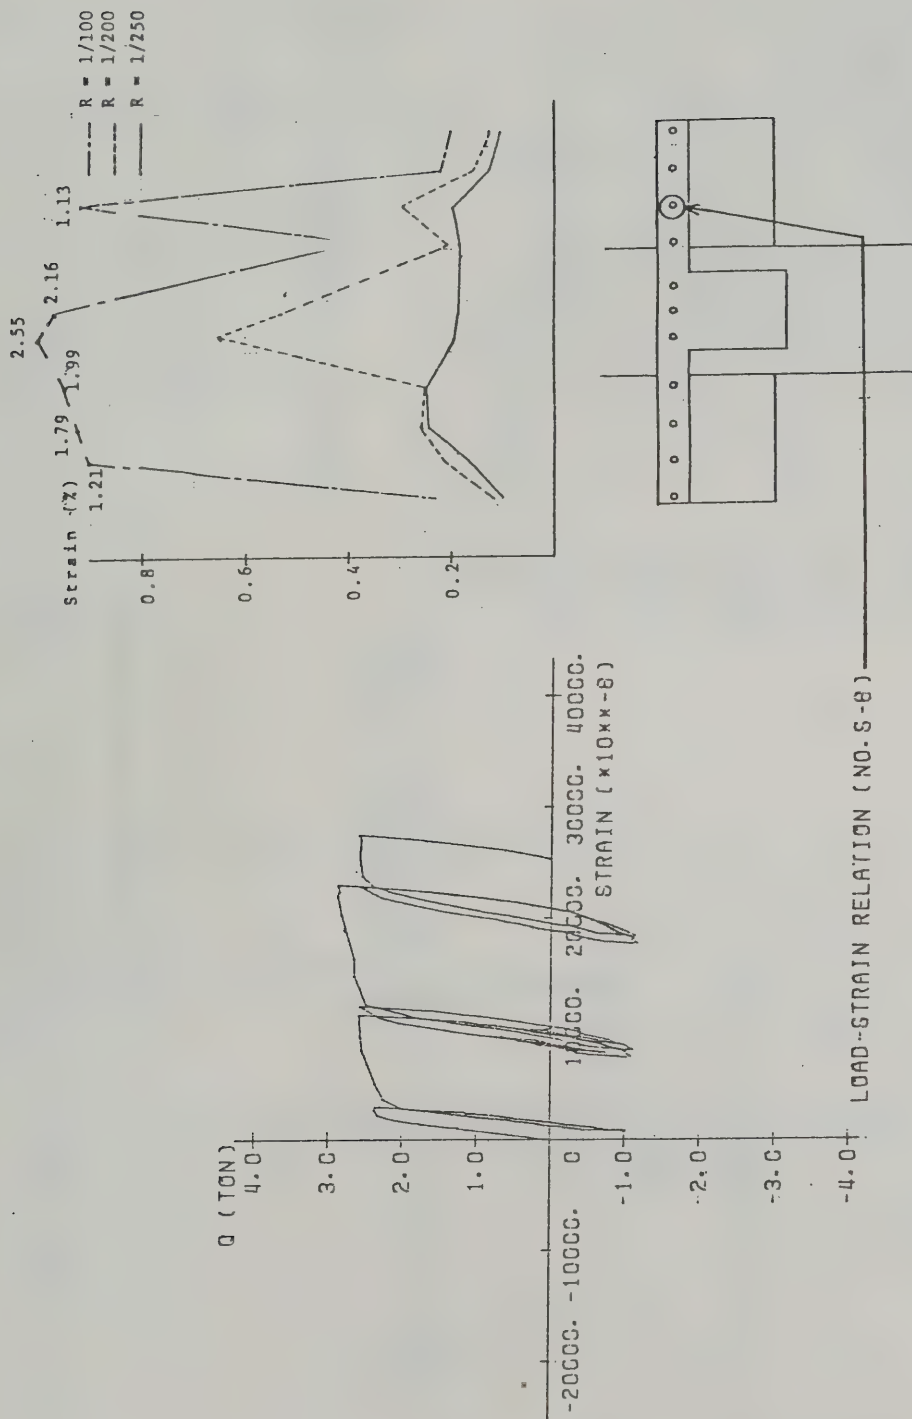 Q (TON)
4.0
3.0
2.0
1.0
0
-1.0
-2.0
-3.0
-4.0
-20000. -10000.
20000. 30000. 40000.
STRAIN (*10**-6)
LOAD-STRAIN RELATION (NO.S-8)
Strain (%)
0.8
0.6
0.4
0.2
1.21
1.79
1.99
2.55
2.16
1.13
R = 1/100
R = 1/200
R = 1/250